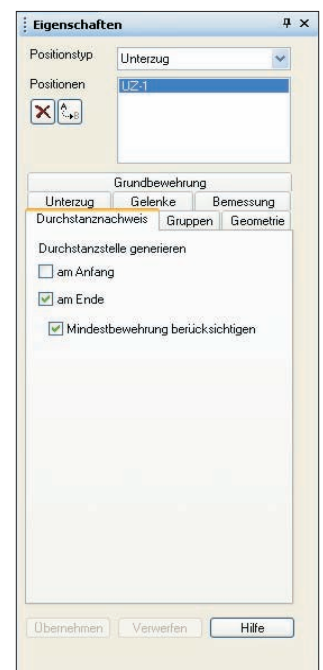 Eigenschaften
Positionstyp Unterzug
Positionen UZ-1
A B
Grundbewehrung
Unterzug Gelenke Bemessung
Durchstanznachweis Gruppen Geometrie
Durchstanzstelle generieren
am Anfang
am Ende
Mindestbewehrung berücksichtigen
Übernehmen Verwerfen Hilfe